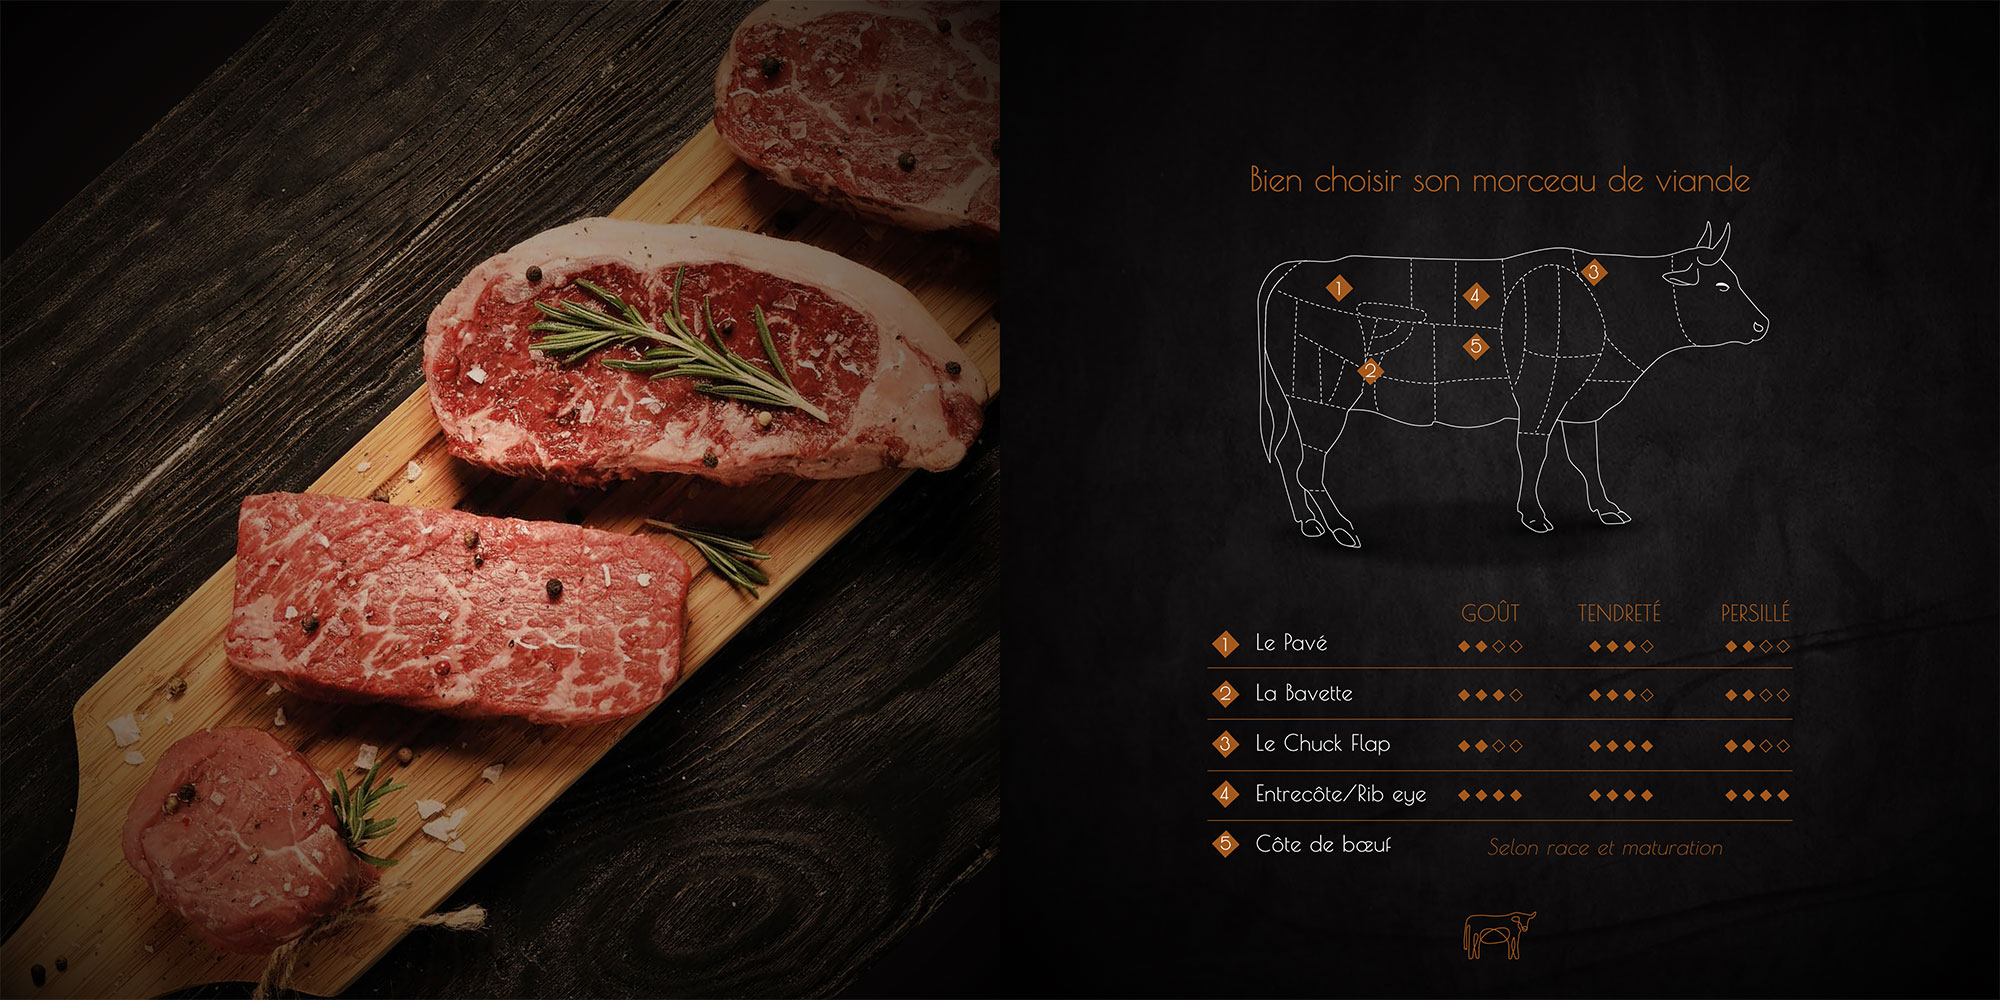 Bien choisir son morceau de viande
1
4
3
5
2
GOÛT TENDRETÉ PERSILLÉ
1 Le Pavé
2 La Bavette
3 Le Chuck Flap
4 Entrecôte/Rib eye
5 Côte de bœuf Selon race et maturation